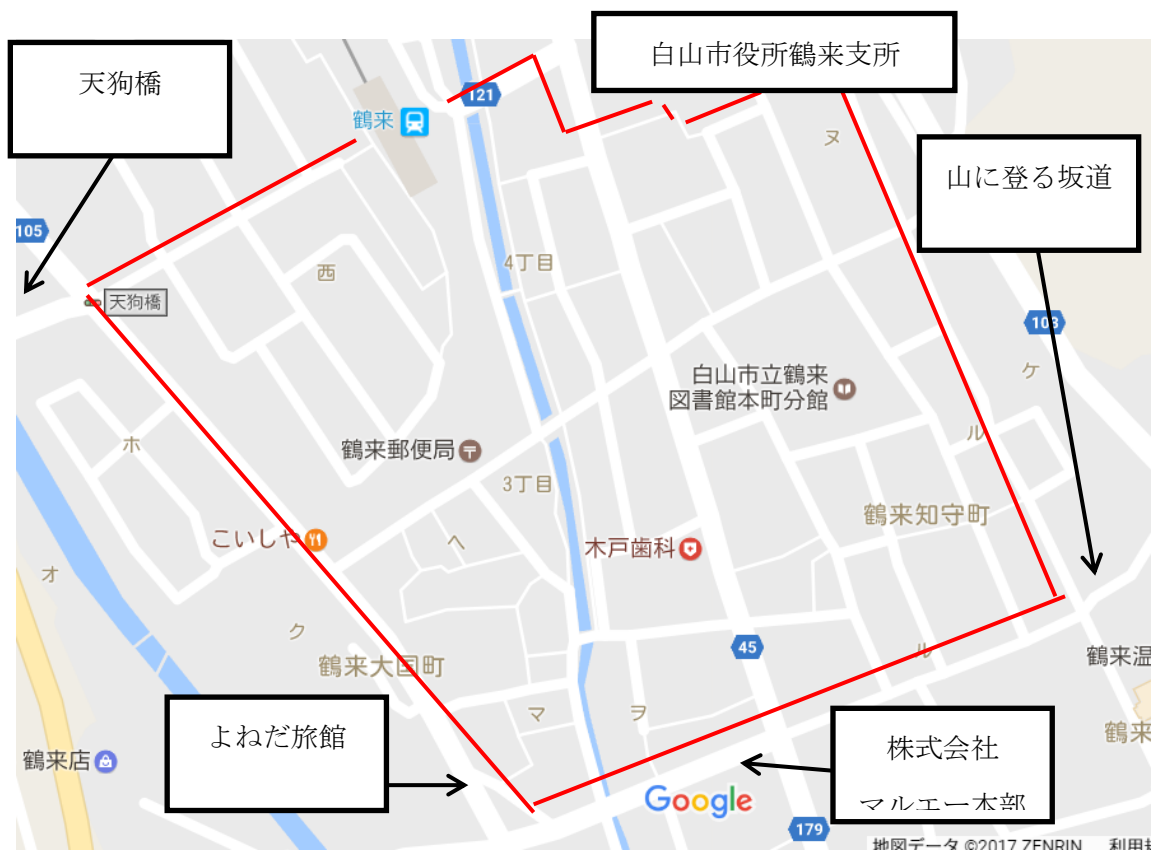 天狗橋
白山市役所鶴来支所
121
鶴来
ヌ
山に登る坂道
105
西
4丁目
天狗橋
103
ケ
白山市立鶴来
図書館本町分館
ホ
鶴来郵便局
ル
3丁目
鶴来知守町
こいしや
ヘ
木戸歯科
オ
ク
45
ル
鶴来温
鶴来大国町
マ
ヲ
よねだ旅館
株式会社
マルエー本部
鶴来
鶴来店
Google
179
地図データ ©2017 ZENRIN
利用規